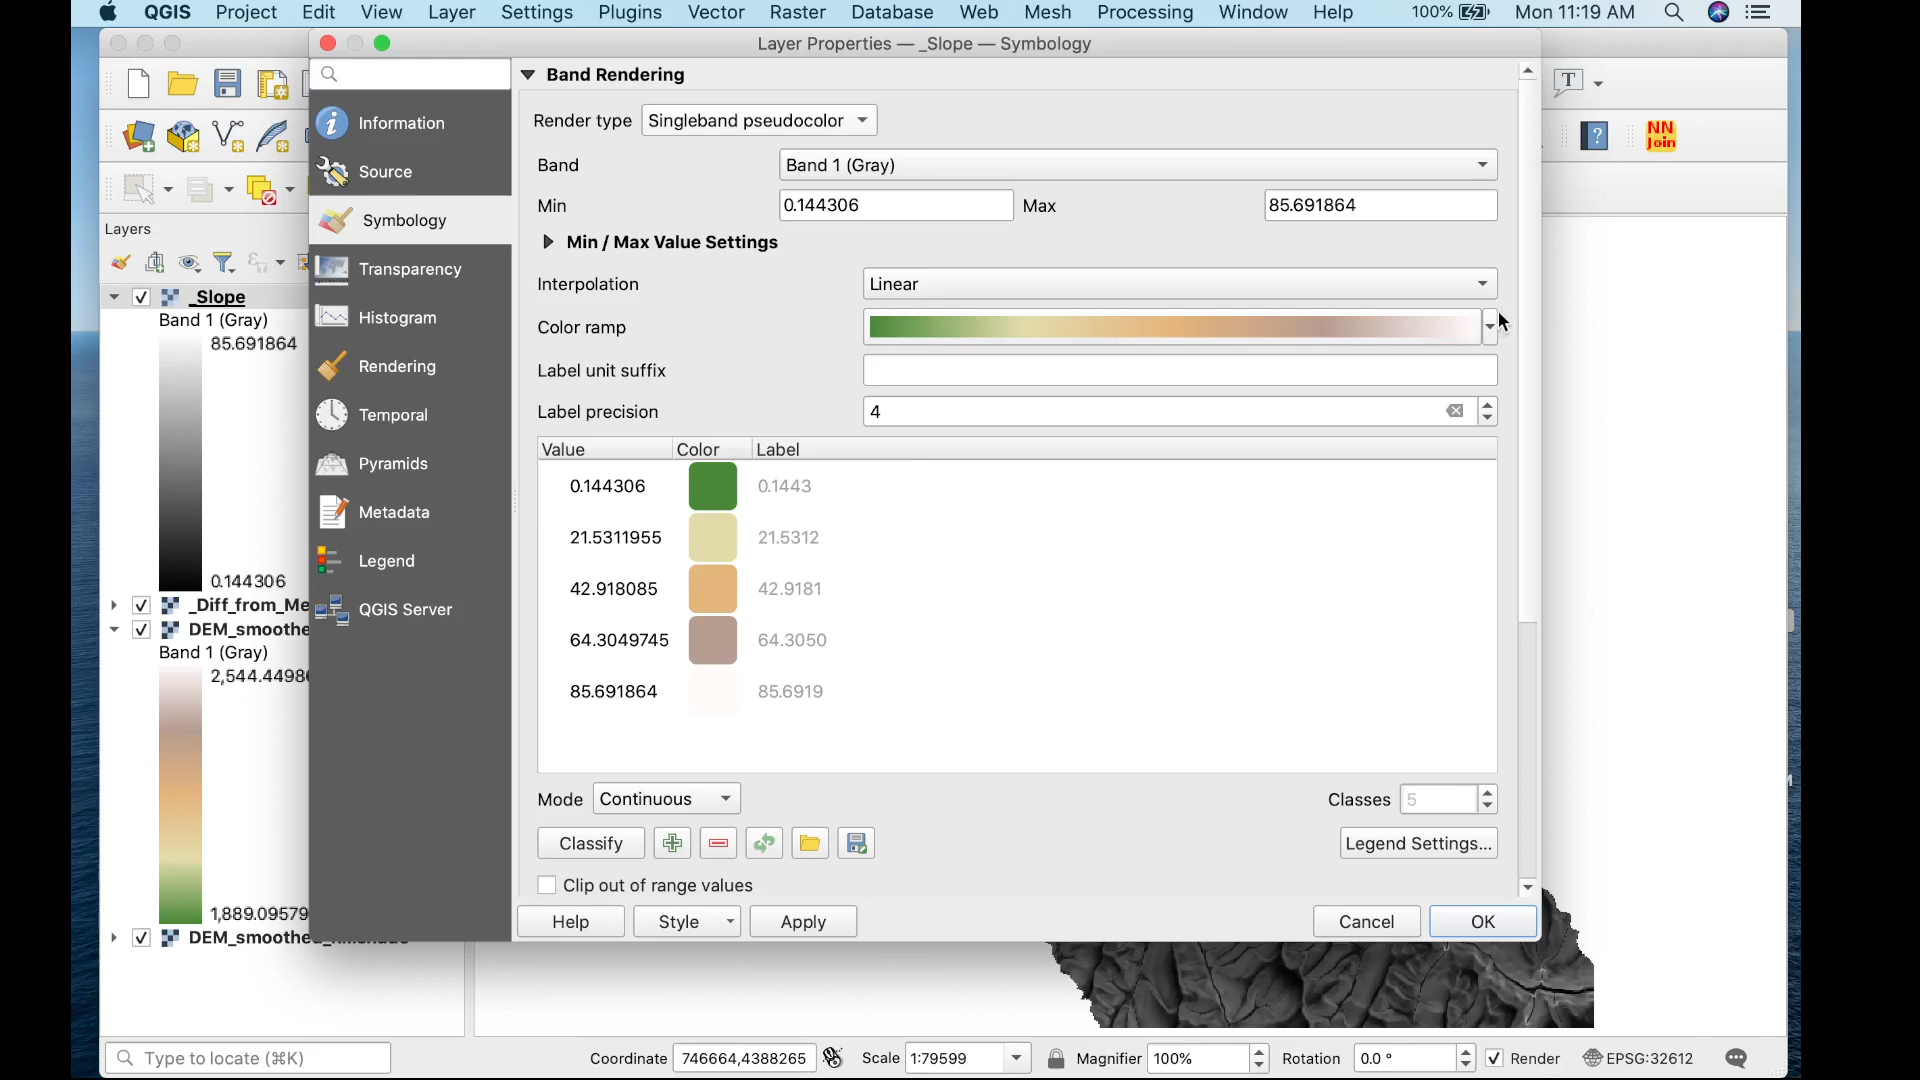 QGIS Project Edit View Layer Settings Plugins Vector Raster Database Web Mesh Processing Window Help 100% Mon 11:19 AM
Layer Properties — _Slope — Symbology
Band Rendering
Information
Source
Symbology
Transparency
Histogram
Rendering
Temporal
Pyramids
Metadata
Legend
QGIS Server
Render type Singleband pseudocolor
Band Band 1 (Gray)
Min 0.144306 Max 85.691864
Min / Max Value Settings
Interpolation Linear
Color ramp
Label unit suffix
Label precision 4
Value Color Label
0.144306 0.1443
21.5311955 21.5312
42.918085 42.9181
64.3049745 64.3050
85.691864 85.6919
Mode Continuous Classes 5
Classify Legend Settings...
Clip out of range values
Help Style Apply Cancel OK
NN
Join
T
Layers
_Slope
Band 1 (Gray)
85.691864
0.144306
_Diff_from_Me
DEM_smoothe
Band 1 (Gray)
2,544.4498
1,889.09579
DEM_smoothed
Type to locate (⌘K) Coordinate 746664,4388265 Scale 1:79599 Magnifier 100% Rotation 0.0 ° Render EPSG:32612